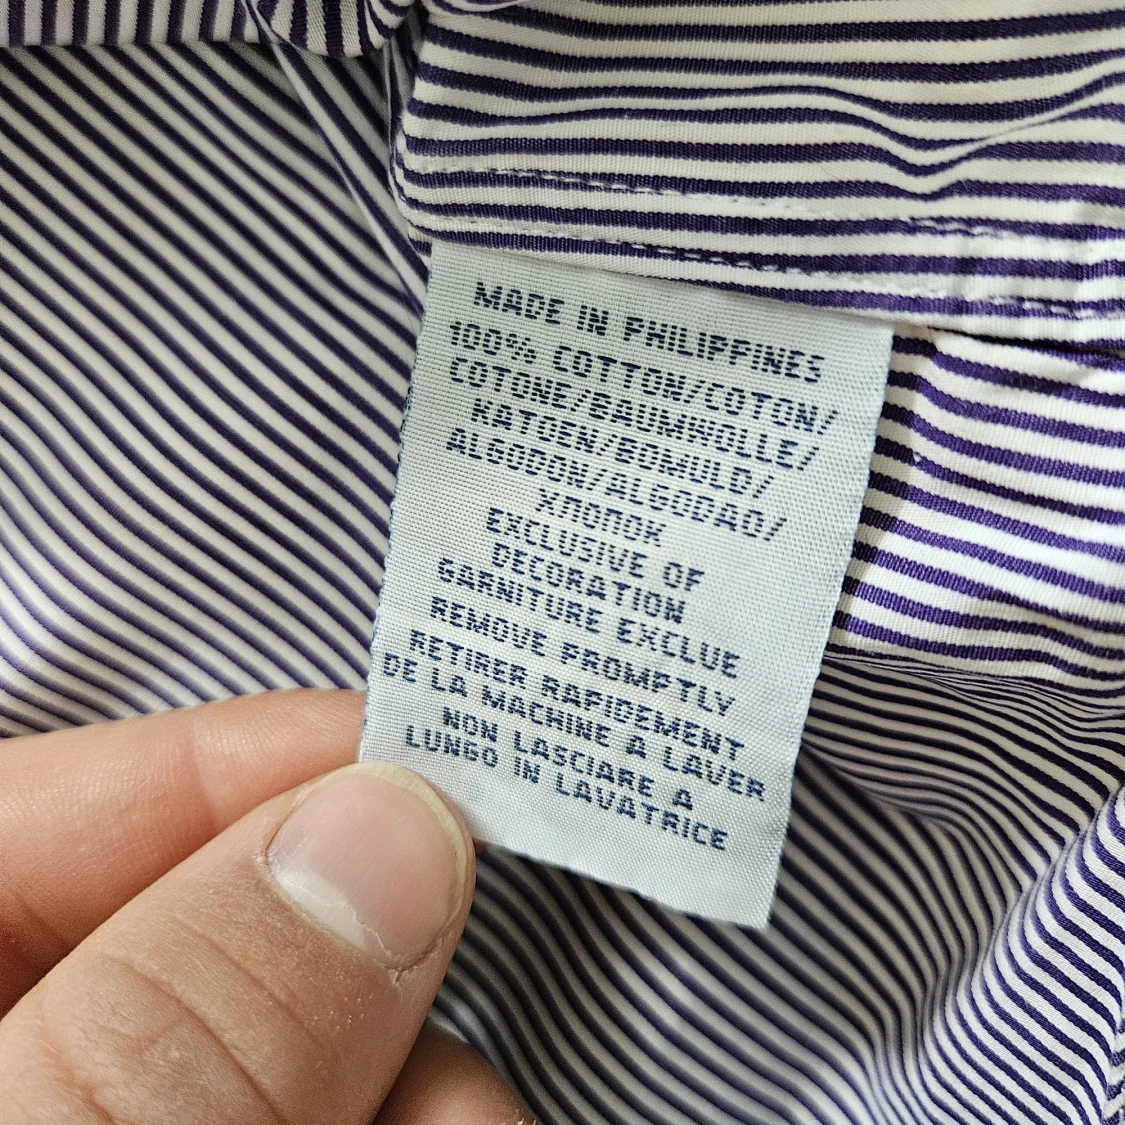 MADE IN PHILIPPINES
100% COTTON/COTON/
COTONE/BAUMWOLLE/
KATOEN/BOMULD/
ALGODON/ALGODAO/
ΧΠΟΠΟΚ
EXCLUSIVE OF
DECORATION
GARNITURE EXCLUE
REMOVE PROMPTLY
RETIRER RAPIDEMENT
DE LA MACHINE A LAVER
NON LASCIARE A
LUNGO IN LAVATRICE